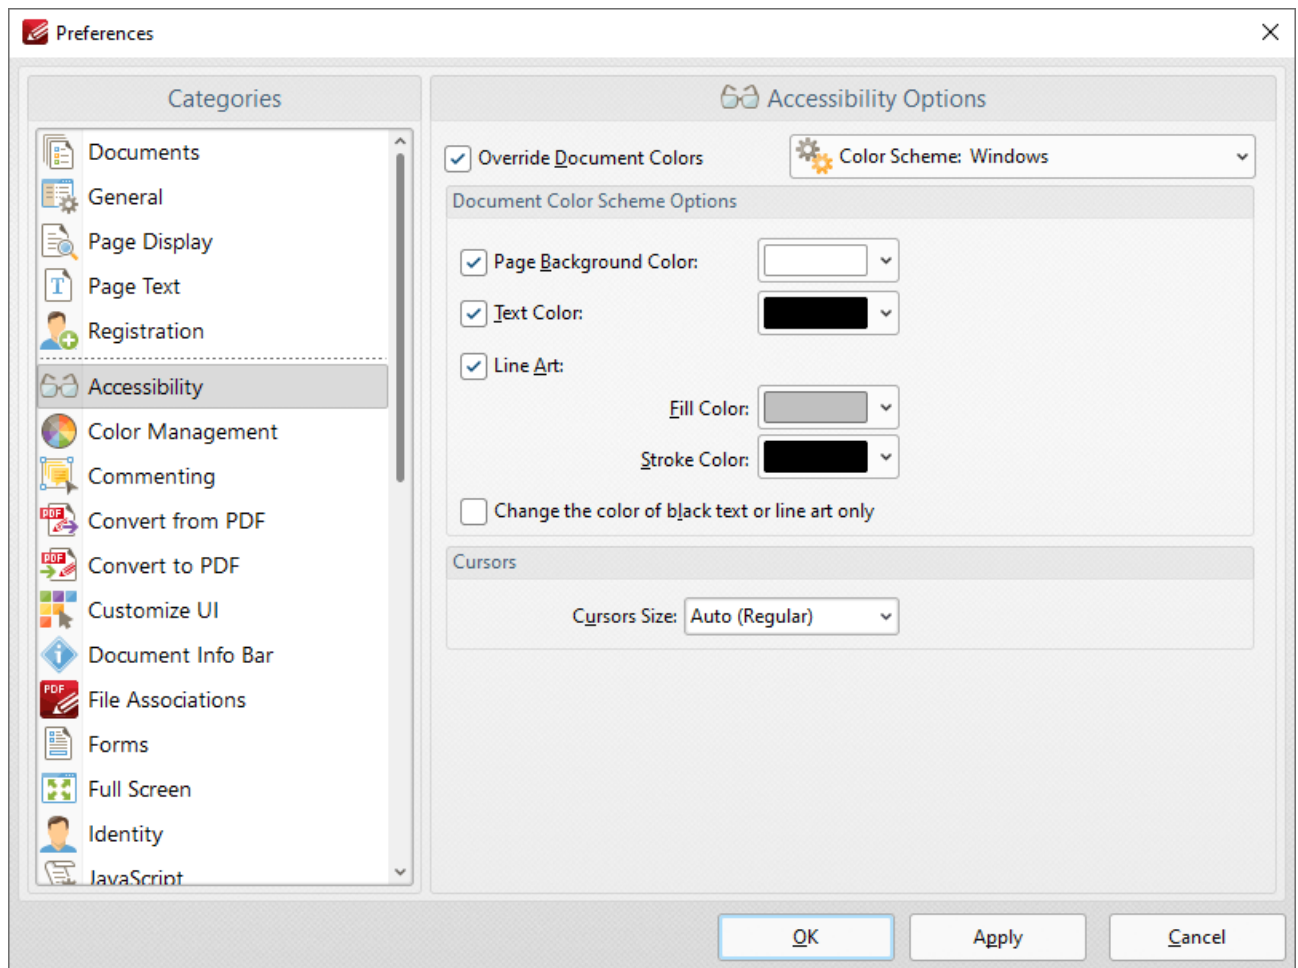 Preferences
Categories
Documents
General
Page Display
Page Text
Registration
Accessibility
Color Management
Commenting
Convert from PDF
Convert to PDF
Customize UI
Document Info Bar
File Associations
Forms
Full Screen
Identity
JavaScript
Accessibility Options
Override Document Colors
Color Scheme: Windows
Document Color Scheme Options
Page Background Color:
Text Color:
Line Art:
Fill Color:
Stroke Color:
Change the color of black text or line art only
Cursors
Cursors Size: Auto (Regular)
OK
Apply
Cancel